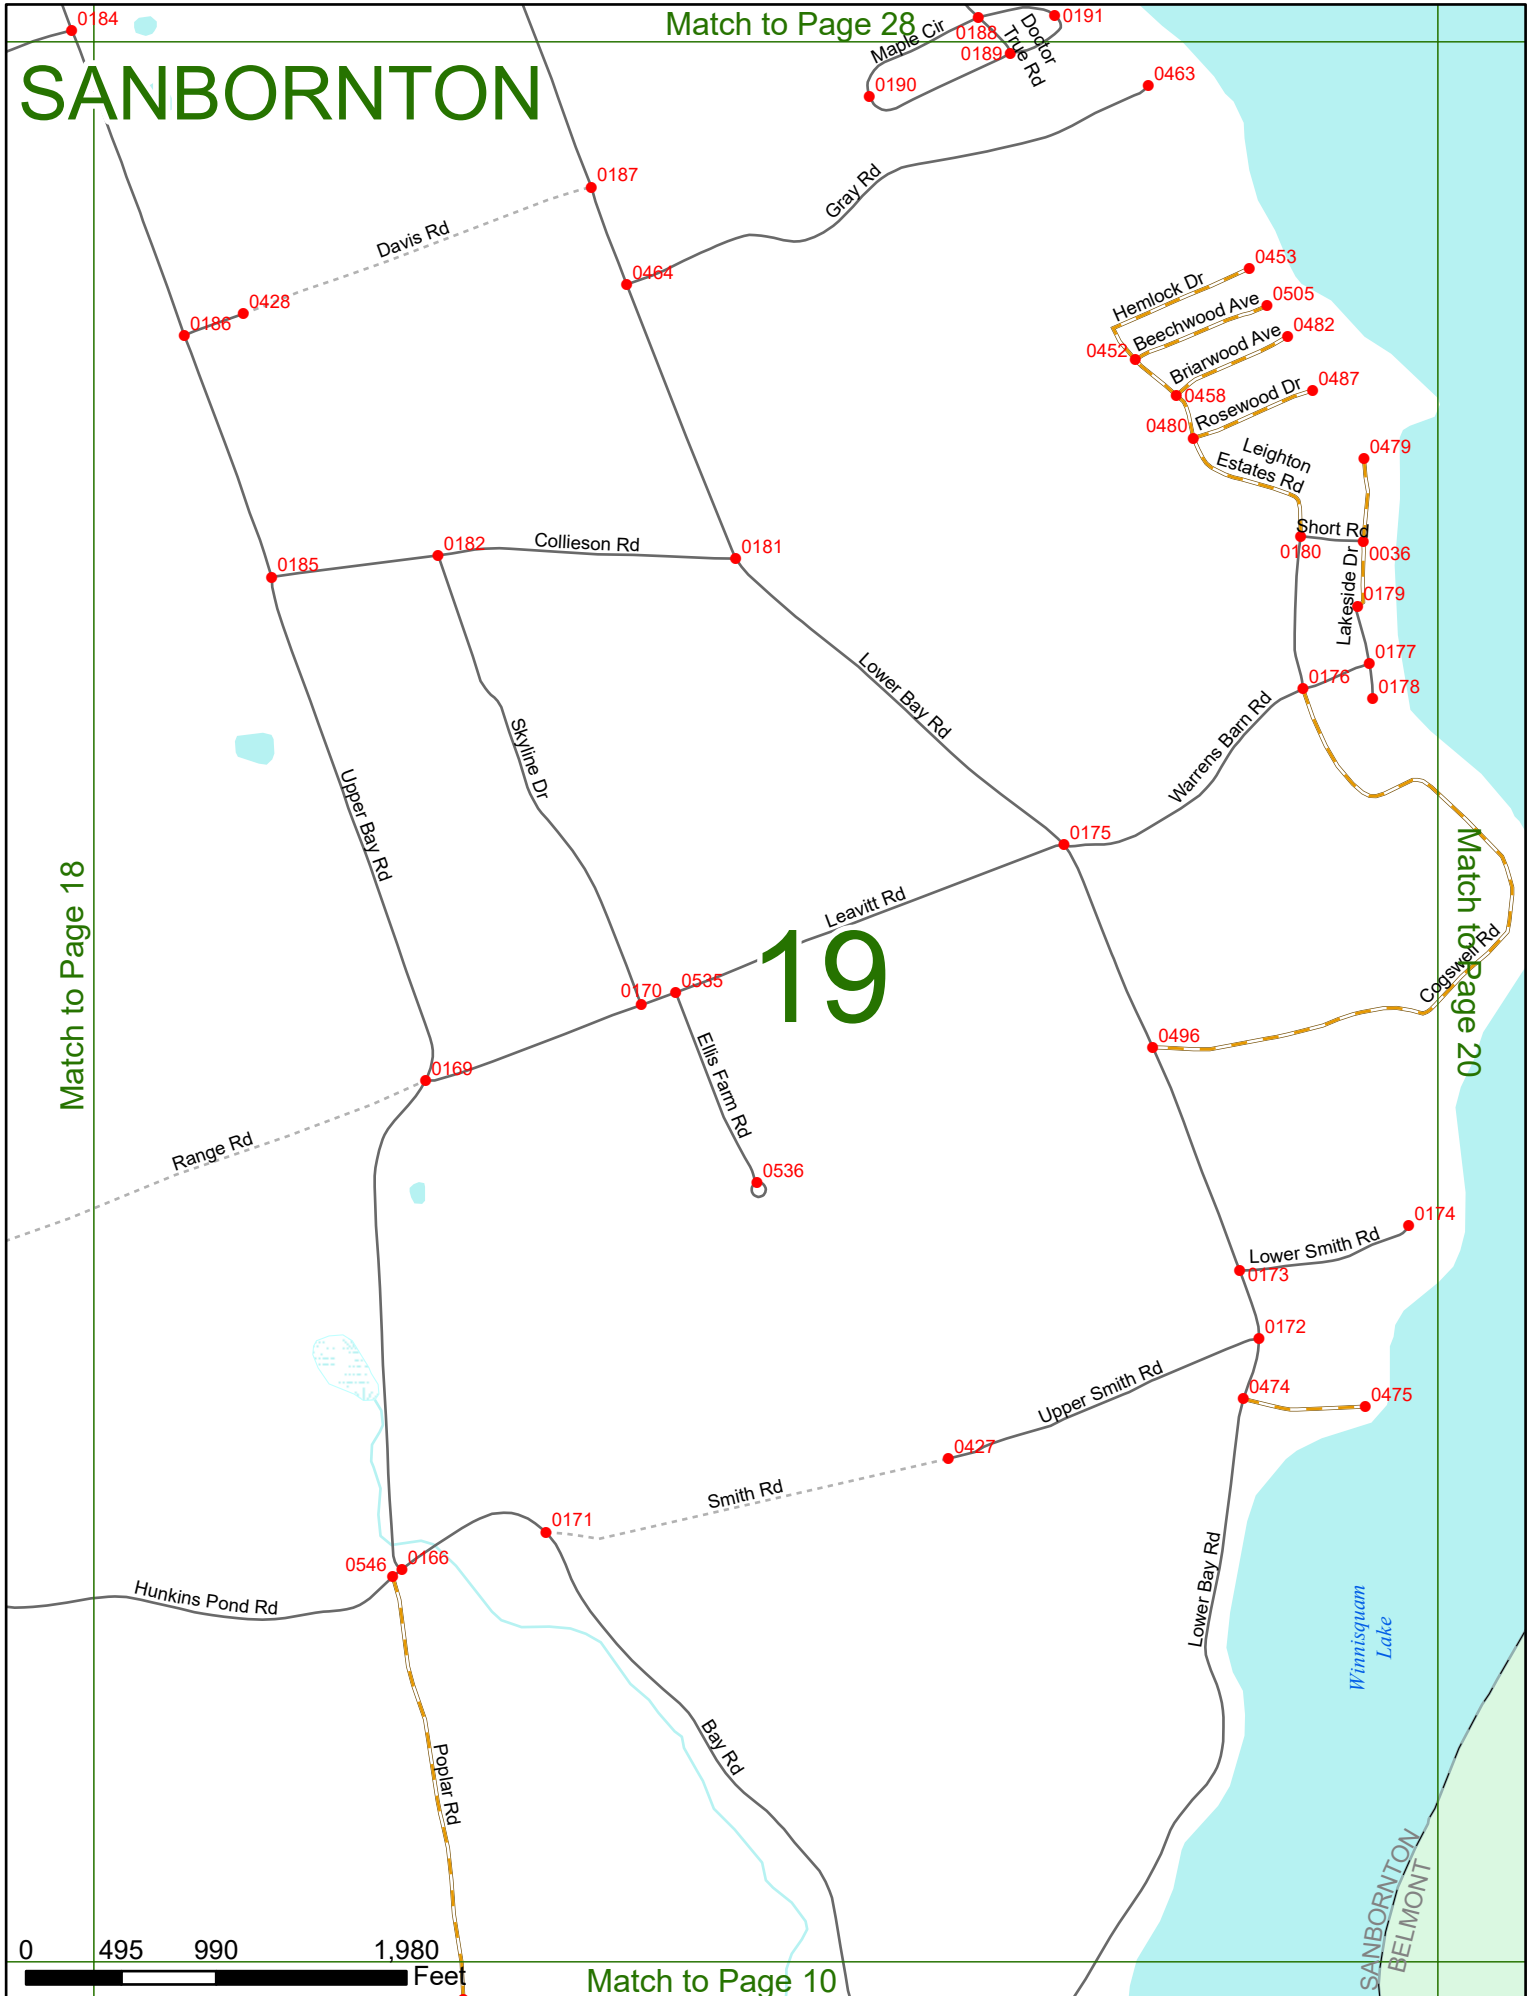 0184
Match to Page 28
0188
0191
Maple Cir
Doctor
True Rd
0189
SANBORNTON
0190
0463
0187
Gray Rd
Davis Rd
0464
0453
0428
0186
Hemlock Dr
0505
Beechwood Ave
0482
0452
Briarwood Ave
0487
0458
Rosewood Dr
0480
Leighton
Estates Rd
0479
Short Rd
0182
Collieson Rd
0181
0180
0036
0185
Lakeside Dr
0179
0177
Lower Bay Rd
0176
0178
Warrens Barn Rd
Skyline Dr
Upper Bay Rd
0175
Match to Page 18
Match to Page 20
Leavitt Rd
19
Cogswell Rd
0170
0535
0496
Ellis Farm Rd
0169
Range Rd
0536
0174
Lower Smith Rd
0173
0172
Upper Smith Rd
0474
0475
0427
Smith Rd
0171
0546
0166
Lower Bay Rd
Hunkins Pond Rd
Winnisquam
Lake
Bay Rd
Poplar Rd
SANBORNTON
BELMONT
0 495 990 1,980
Feet
Match to Page 10